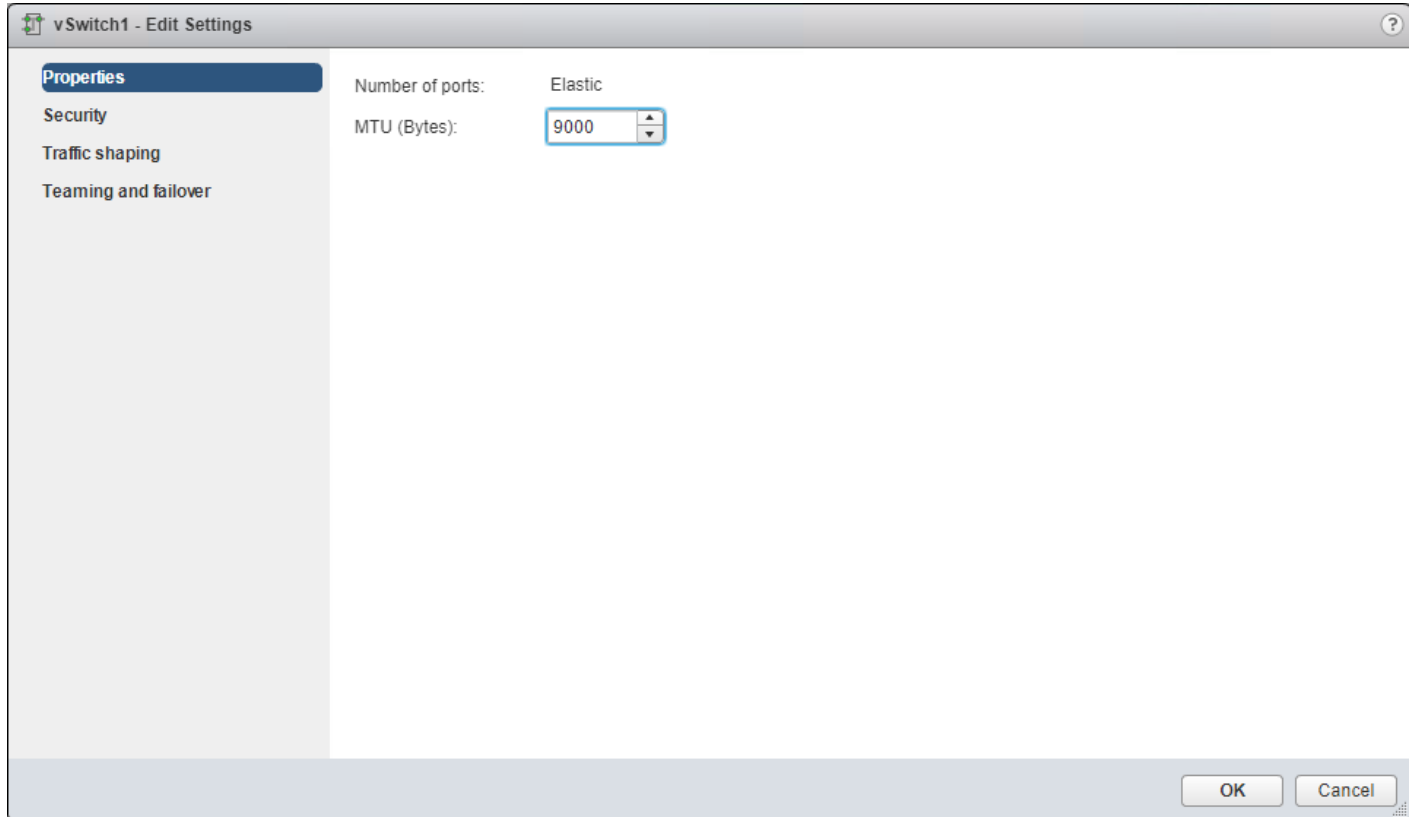 vSwitch1 - Edit Settings
?
Properties
Security
Traffic shaping
Teaming and failover
Number of ports: Elastic
MTU (Bytes): 9000
OK Cancel